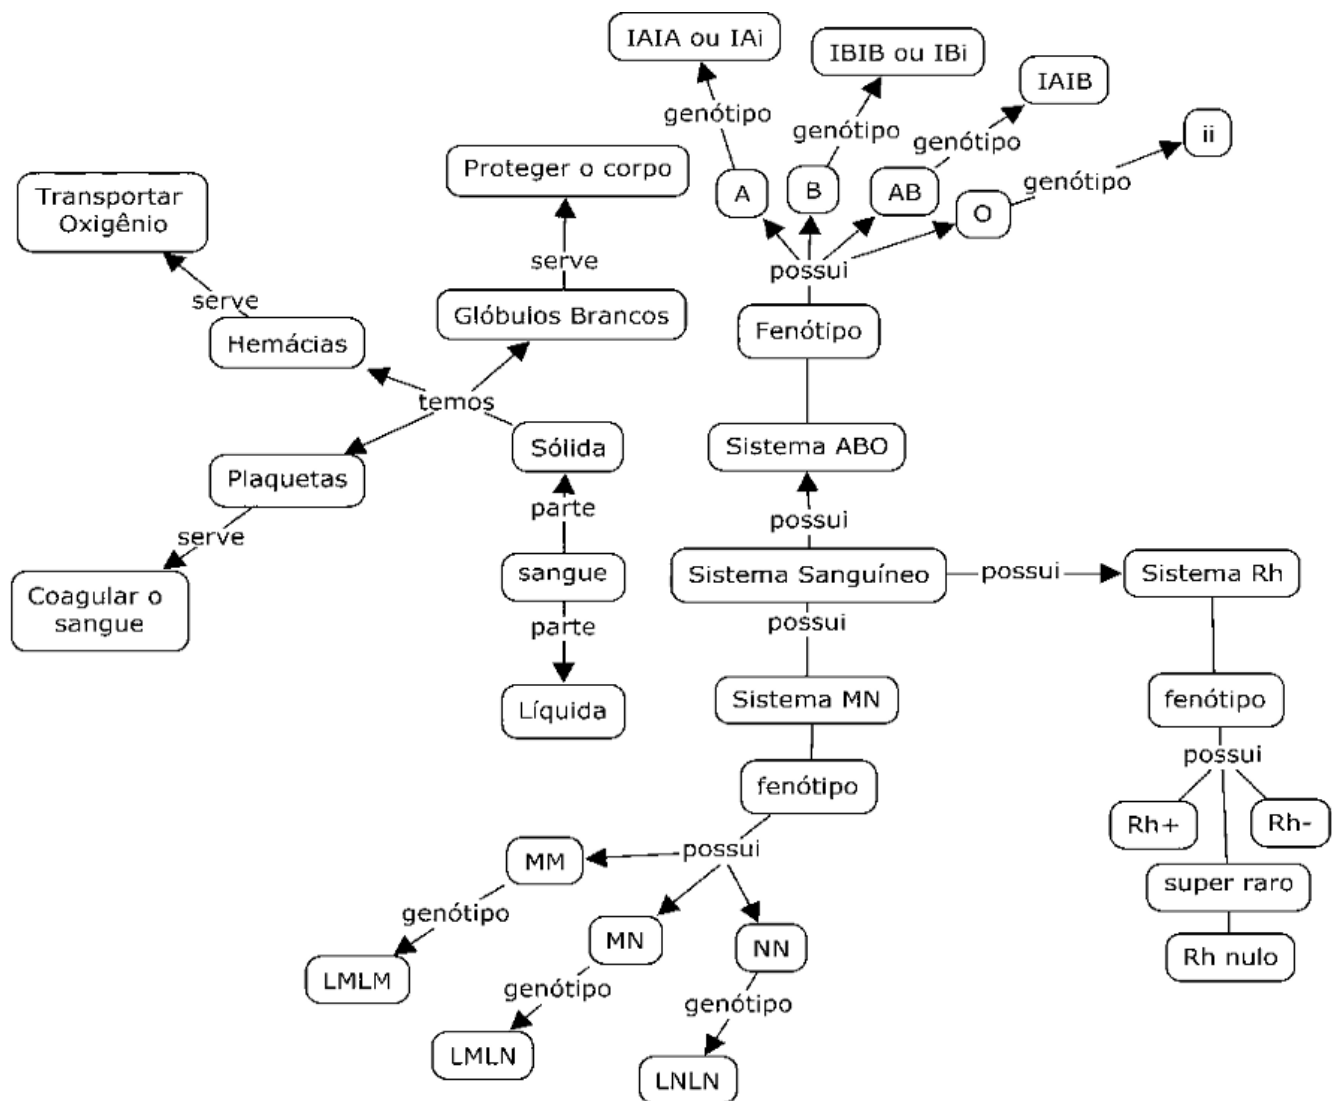 IAIA ou IAi
IBIB ou IBi
IAIB
ii
genótipo
genótipo
genótipo
genótipo
A
B
AB
O
possui
Fenótipo
Sistema ABO
possui
Proteger o corpo
serve
Glóbulos Brancos
Transportar
Oxigênio
serve
Hemácias
temos
Plaquetas
serve
Coagular o
sangue
Sólida
parte
sangue
parte
Líquida
Sistema Sanguíneo
possui
Sistema Rh
fenótipo
possui
Rh+
Rh-
super raro
Rh nulo
possui
Sistema MN
fenótipo
possui
MM
genótipo
LMLM
MN
genótipo
LMLN
NN
genótipo
LNLN